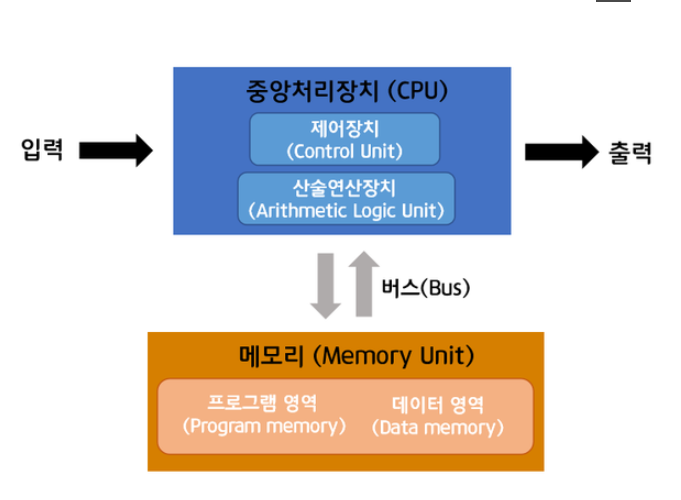 중앙처리장치 (CPU)
제어장치
(Control Unit)
입력
출력
산술연산장치
(Arithmetic Logic Unit)
버스(Bus)
메모리 (Memory Unit)
프로그램 영역
(Program memory)
데이터 영역
(Data memory)